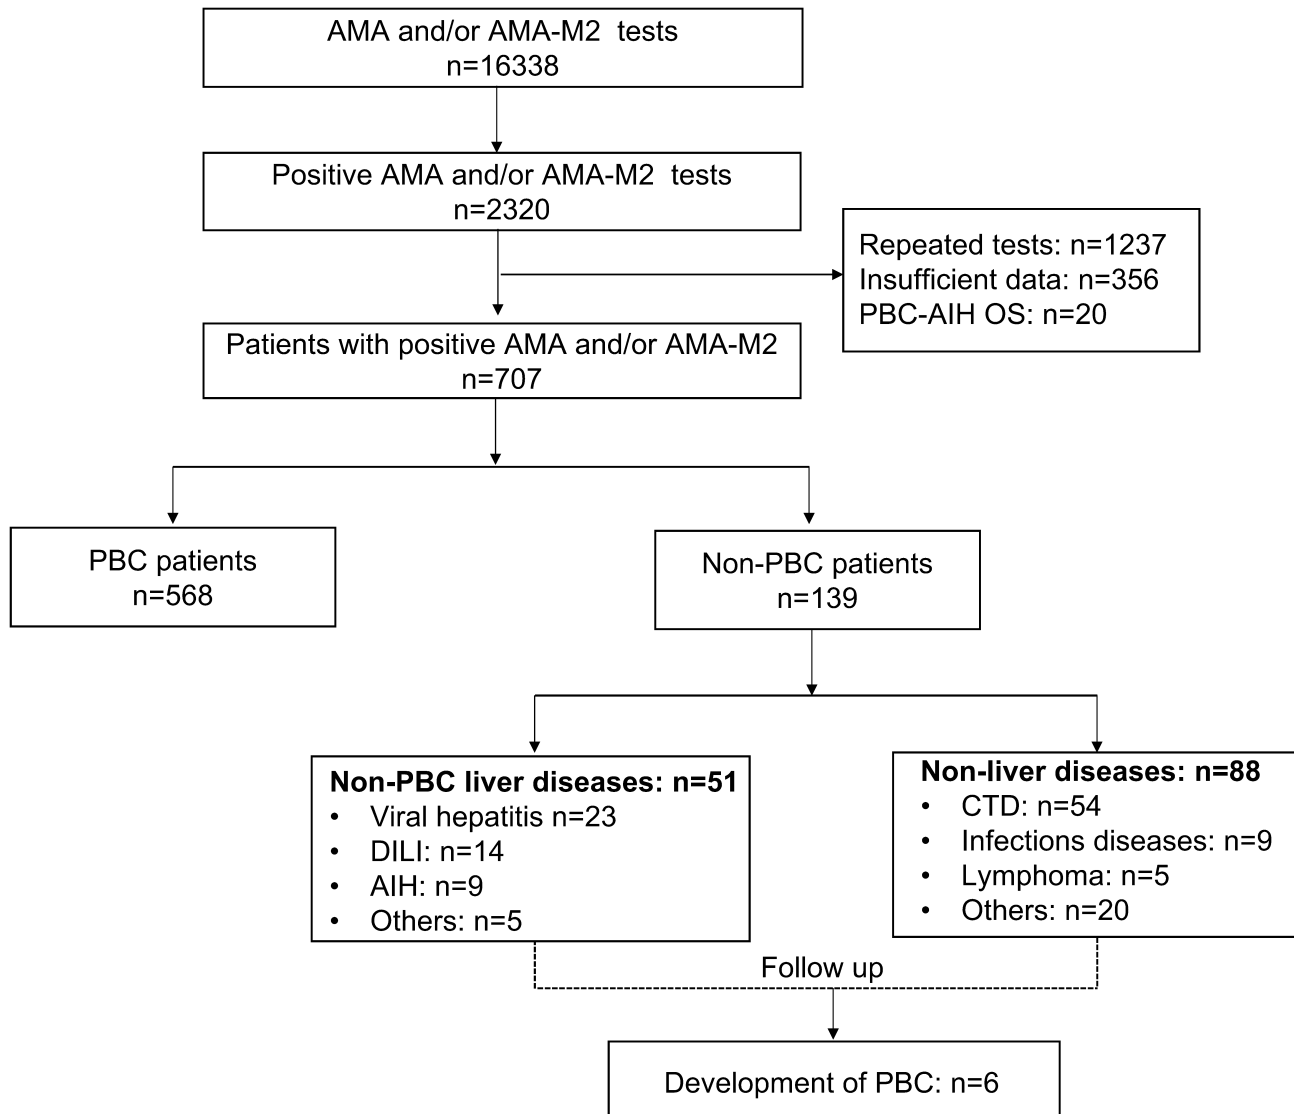 AMA and/or AMA-M2 tests
n=16338
Positive AMA and/or AMA-M2 tests
n=2320
Repeated tests: n=1237
Insufficient data: n=356
PBC-AIH OS: n=20
Patients with positive AMA and/or AMA-M2
n=707
PBC patients
n=568
Non-PBC patients
n=139
Non-PBC liver diseases: n=51
• Viral hepatitis n=23
• DILI: n=14
• AIH: n=9
• Others: n=5
Non-liver diseases: n=88
• CTD: n=54
• Infections diseases: n=9
• Lymphoma: n=5
• Others: n=20
Follow up
Development of PBC: n=6